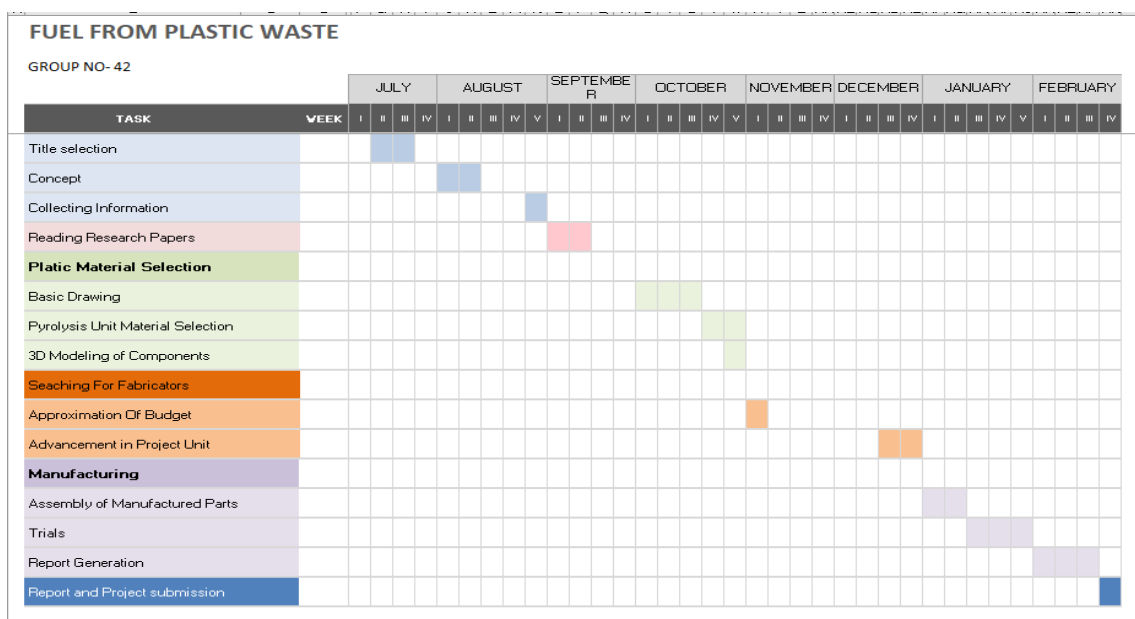 FUEL FROM PLASTIC WASTE
GROUP NO- 42
JULY AUGUST SEPTEMBE
R OCTOBER NOVEMBER DECEMBER JANUARY FEBRUARY
TASK WEEK I II III IV I II III IV V I II III IV I II III IV V I II III IV I II III IV I II III IV V I II III IV
Title selection
Concept
Collecting Information
Reading Research Papers
Platic Material Selection
Basic Drawing
Pyrolysis Unit Material Selection
3D Modeling of Components
Seaching For Fabricators
Approximation Of Budget
Advancement in Project Unit
Manufacturing
Assembly of Manufactured Parts
Trials
Report Generation
Report and Project submission